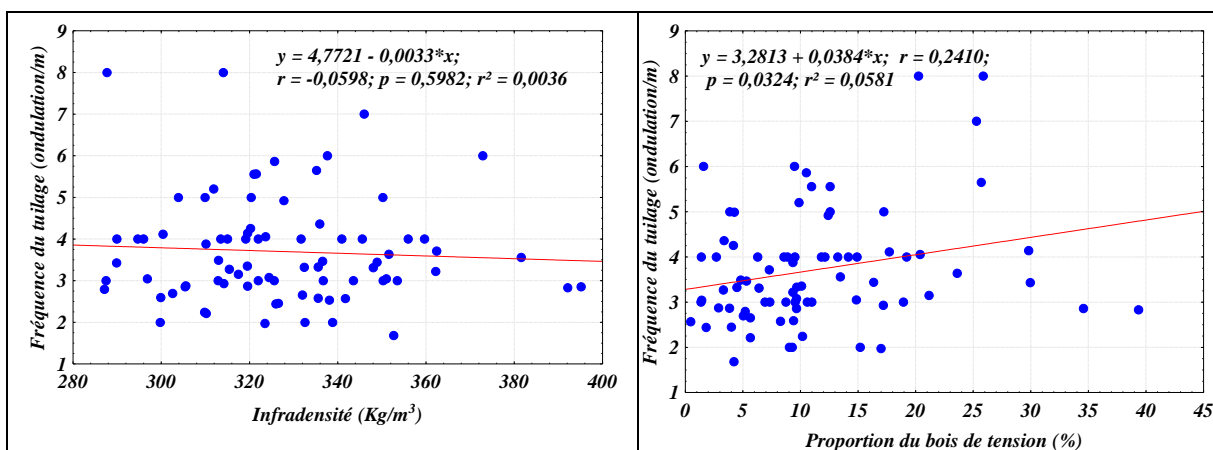 y = 4,7721 - 0,0033*x;
r = -0,0598; p = 0,5982; r² = 0,0036
Fréquence du tuilage (ondulation/m)
9
8
7
6
5
4
3
2
1
280 300 320 340 360 380 400
Infradensité (Kg/m³)
y = 3,2813 + 0,0384*x; r = 0,2410;
p = 0,0324; r² = 0,0581
Fréquence du tuilage (ondulation/m)
9
8
7
6
5
4
3
2
1
0 5 10 15 20 25 30 35 40 45
Proportion du bois de tension (%)